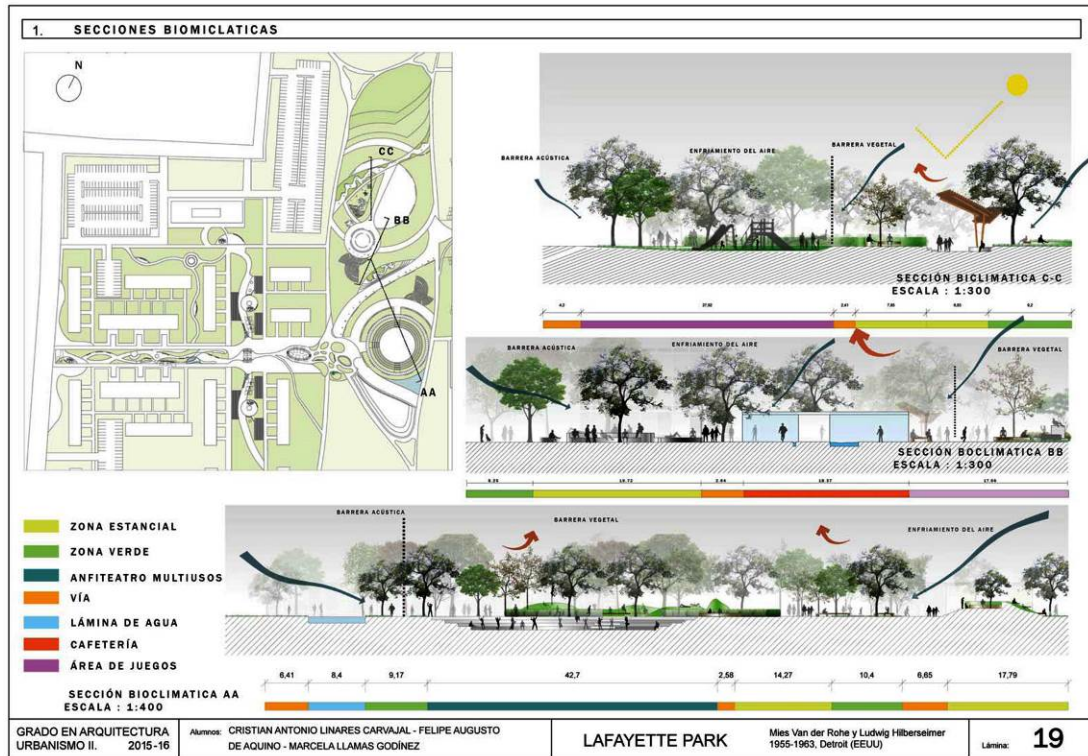 1. SECCIONES BIOMICLATICAS
N
CC
BB
AA
BARRERA ACÚSTICA
ENFRIAMIENTO DEL AIRE
BARRERA VEGETAL
SECCIÓN BICLIMATICA C-C
ESCALA : 1:300
BARRERA ACÚSTICA
ENFRIAMIENTO DEL AIRE
BARRERA VEGETAL
SECCIÓN BOCLIMATICA BB
ESCALA : 1:300
BARRERA ACÚSTICA
BARRERA VEGETAL
ENFRIAMIENTO DEL AIRE
ZONA ESTANCIAL
ZONA VERDE
ANFITEATRO MULTIUSOS
VÍA
LÁMINA DE AGUA
CAFETERÍA
ÁREA DE JUEGOS
6,41 8,4 9,17 42,7 2,58 14,27 10,4 6,65 17,79
SECCIÓN BIOCLIMATICA AA
ESCALA : 1:400
GRADO EN ARQUITECTURA
URBANISMO II. 2015-16
Alumnos: CRISTIAN ANTONIO LINARES CARVAJAL - FELIPE AUGUSTO
DE AQUINO - MARCELA LLAMAS GODÍNEZ
LAFAYETTE PARK
Mies Van der Rohe y Ludwig Hilberseimer
1955-1963, Detroit (EEUU)
Lámina: 19